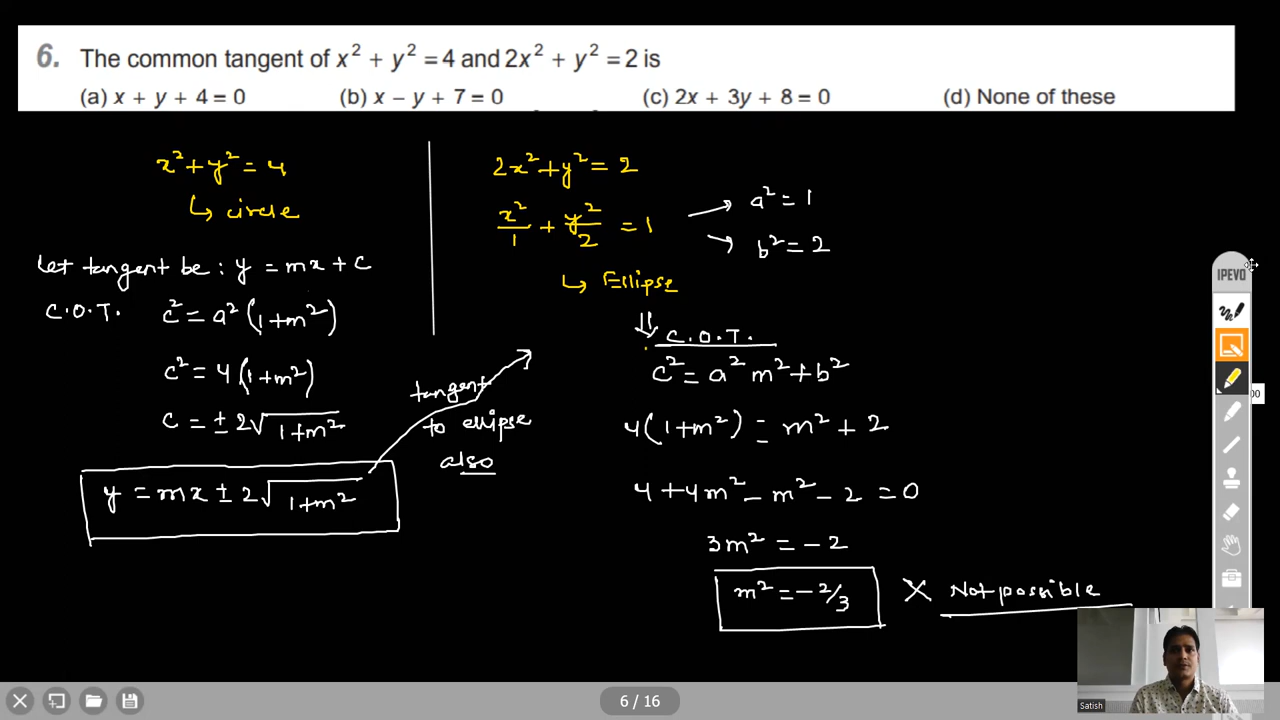 6. The common tangent of x² + y² = 4 and 2x² + y² = 2 is
(a) x + y + 4 = 0 (b) x − y + 7 = 0 (c) 2x + 3y + 8 = 0 (d) None of these
x² + y² = 4
↳ circle
Let tangent be : y = mx + c
C.O.T. c² = a² (1+m²)
c² = 4 (1+m²)
c = ± 2√(1+m²)
y = mx ± 2√(1+m²)
tangent
to ellipse
also
2x² + y² = 2
x²/1 + y²/2 = 1
↳ Ellipse
a² = 1
b² = 2
C.O.T.
c² = a² m² + b²
4(1+m²) = m² + 2
4 + 4m² − m² − 2 = 0
3m² = − 2
m² = −2/3 X Not possible
IPEVO
00
Satish
6 / 16